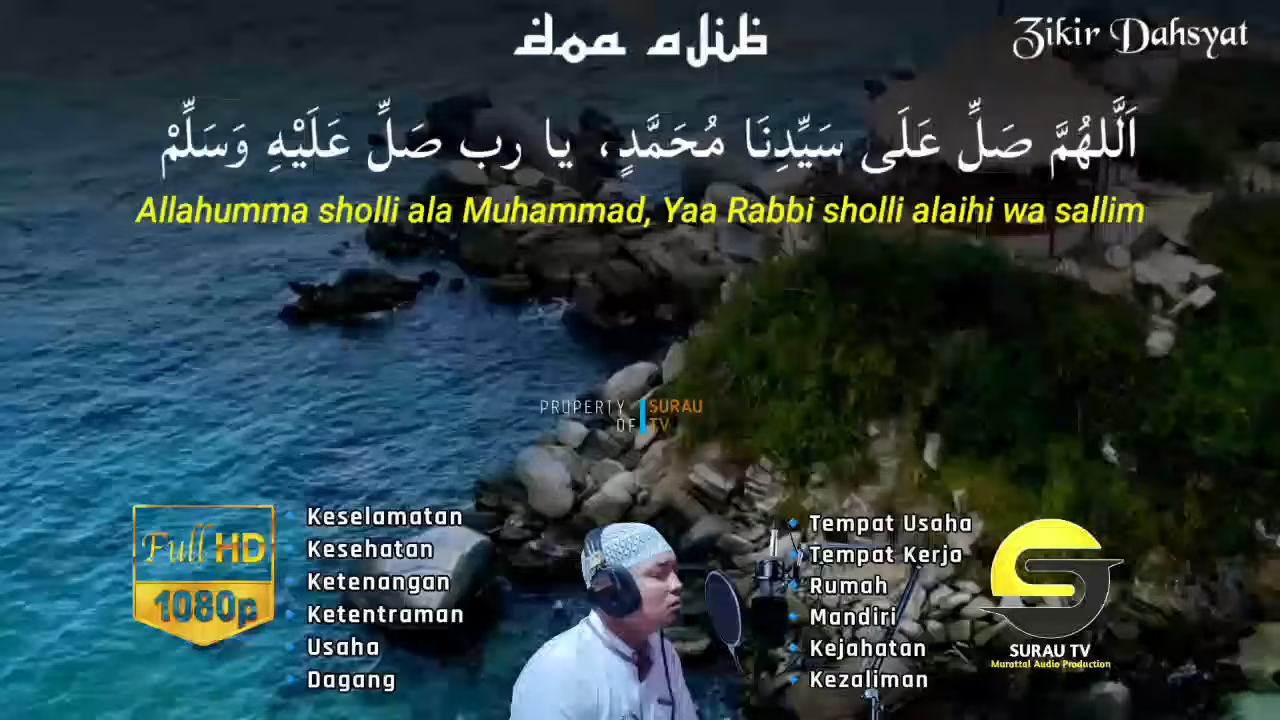 doa ajib
Zikir Dahsyat
اَللّٰهُمَّ صَلِّ عَلَى سَيِّدِنَا مُحَمَّدٍ، يا رب صَلِّ عَلَيْهِ وَسَلِّمْ
Allahumma sholli ala Muhammad, Yaa Rabbi sholli alaihi wa sallim
PROPERTY OF
SURAU TV
Full HD
1080p
Keselamatan
Kesehatan
Ketenangan
Ketentraman
Usaha
Dagang
Tempat Usaha
Tempat Kerja
Rumah
Mandiri
Kejahatan
Kezaliman
SURAU TV
Murottal Audio Production